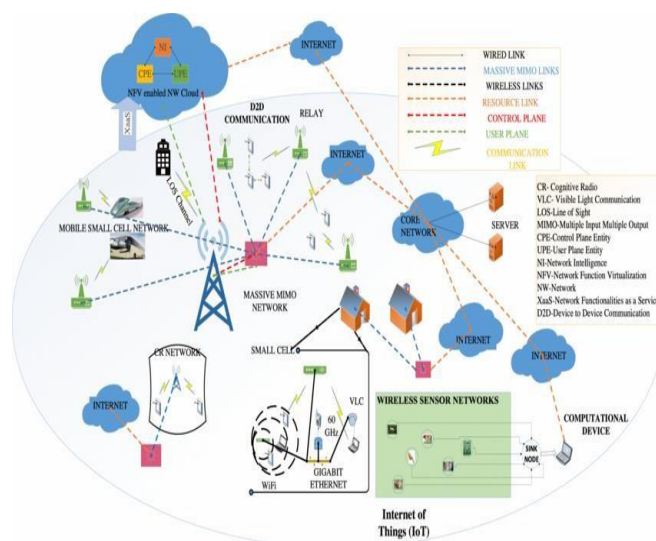 NI
CPE
UPE
NFV enabled NW Cloud
XaaS
INTERNET
WIRED LINK
MASSIVE MIMO LINKS
WIRELESS LINKS
RESOURCE LINK
CONTROL PLANE
USER PLANE
COMMUNICATION
LINK
D2D
COMMUNICATION
RELAY
INTERNET
LOS Channel
MOBILE SMALL CELL NETWORK
CORE
NETWORK
SERVER
CR- Cognitive Radio
VLC- Visible Light Communication
LOS-Line of Sight
MIMO-Multiple Input Multiple Output
CPE-Control Plane Entity
UPE-User Plane Entity
NI-Network Intelligence
NFV-Network Function Virtualization
NW-Network
XaaS-Network Functionalities as a Servic
D2D-Device to Device Communication
MASSIVE MIMO
NETWORK
SMALL CELL
INTERNET
INTERNET
CR NETWORK
INTERNET
VLC
60
GHz
WiFi
GIGABIT
ETHERNET
WIRELESS SENSOR NETWORKS
SINK
NODE
COMPUTATIONAL
DEVICE
Internet of
Things (IoT)